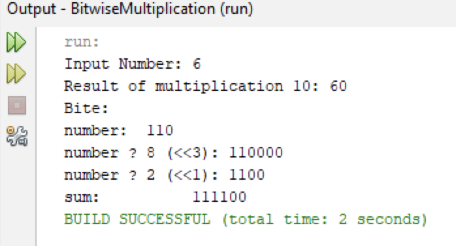 Output - BitwiseMultiplication (run)
run:
Input Number: 6
Result of multiplication 10: 60
Bite:
number:  110
number ? 8 (<<3): 110000
number ? 2 (<<1): 1100
sum:            111100
BUILD SUCCESSFUL (total time: 2 seconds)